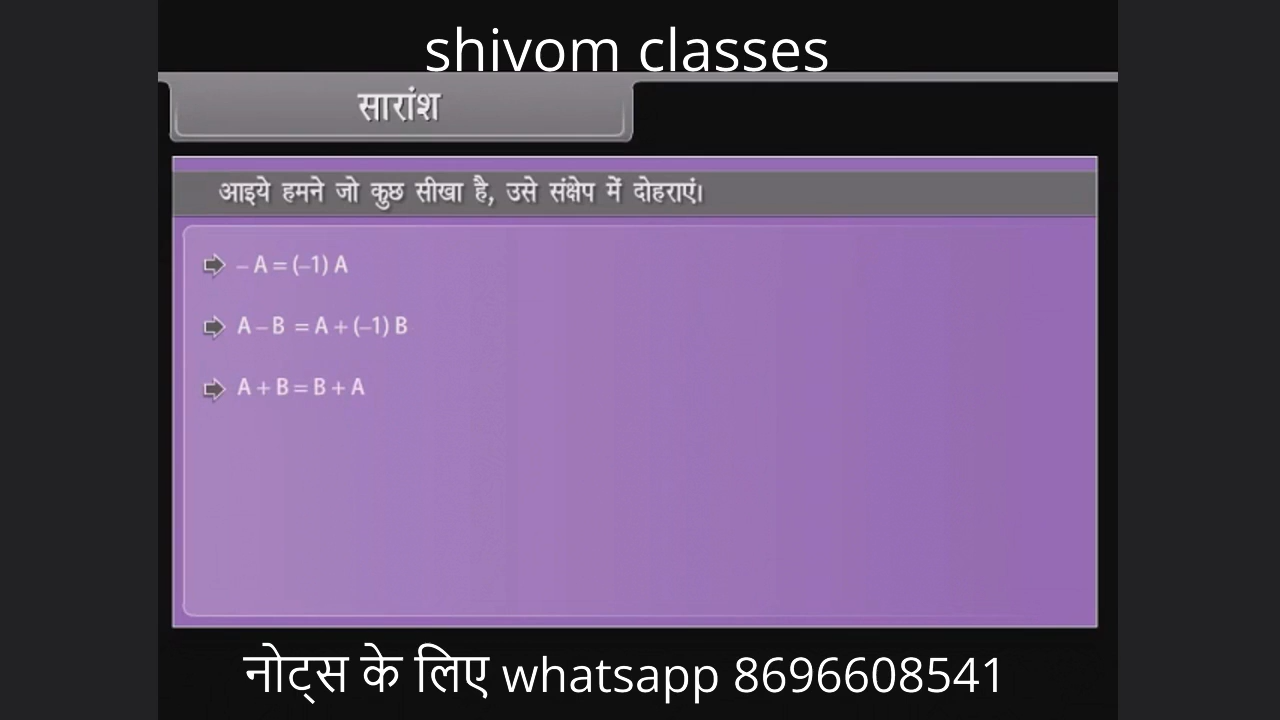 shivom classes
सारांश
आइये हमने जो कुछ सीखा है, उसे संक्षेप में दोहराएं।
– A = (–1) A
A – B = A + (–1) B
A + B = B + A
नोट्स के लिए whatsapp 8696608541